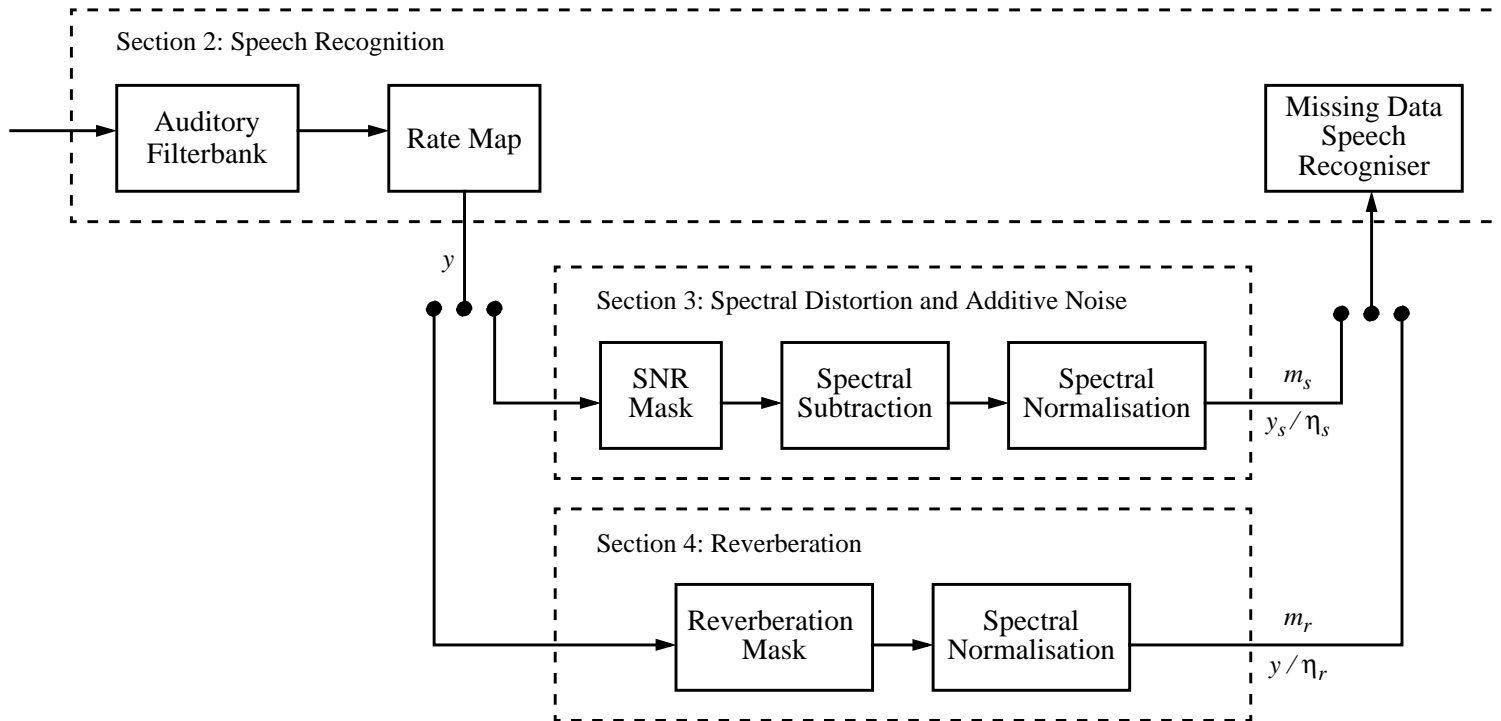 Section 2: Speech Recognition
Auditory
Filterbank
Rate Map
Missing Data
Speech
Recogniser
y
Section 3: Spectral Distortion and Additive Noise
SNR
Mask
Spectral
Subtraction
Spectral
Normalisation
m_s
y_s / η_s
Section 4: Reverberation
Reverberation
Mask
Spectral
Normalisation
m_r
y / η_r